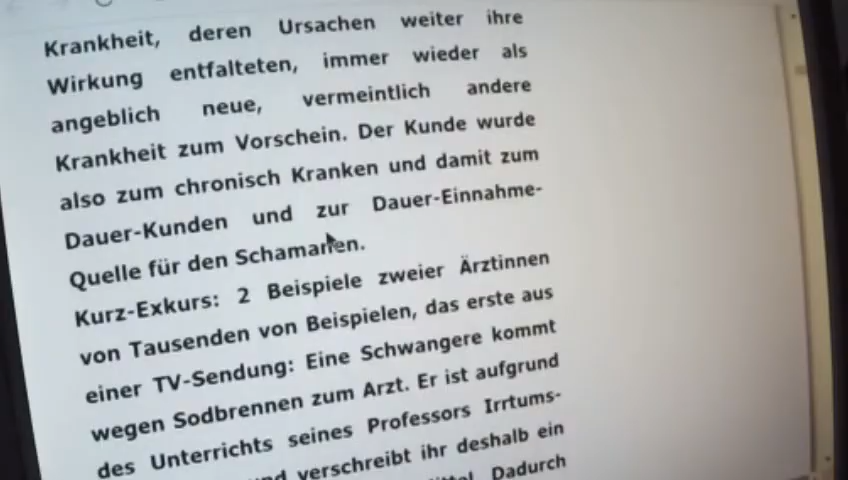 Krankheit, deren Ursachen weiter ihre
Wirkung entfalteten, immer wieder als
angeblich neue, vermeintlich andere
Krankheit zum Vorschein. Der Kunde wurde
also zum chronisch Kranken und damit zum
Dauer-Kunden und zur Dauer-Einnahme-
Quelle für den Schamanen.
Kurz-Exkurs: 2 Beispiele zweier Ärztinnen
von Tausenden von Beispielen, das erste aus
einer TV-Sendung: Eine Schwangere kommt
wegen Sodbrennen zum Arzt. Er ist aufgrund
des Unterrichts seines Professors Irrtums-
verschreibt ihr deshalb ein
Dadurch